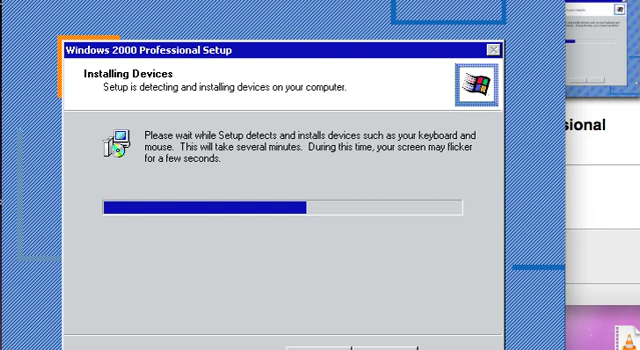 Windows 2000 Professional Setup
Installing Devices
Setup is detecting and installing devices on your computer.
Please wait while Setup detects and installs devices such as your keyboard and
mouse. This will take several minutes. During this time, your screen may flicker
for a few seconds.
sional